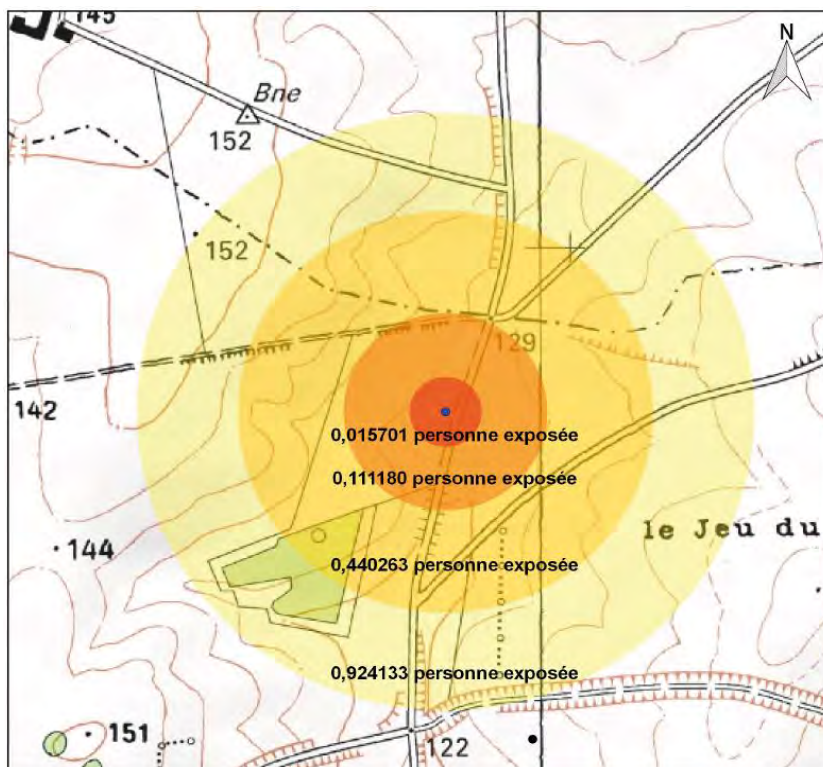 145
N
Bne
152
152
129
142
0,015701 personne exposée
0,111180 personne exposée
144
le Jeu du
0,440263 personne exposée
0,924133 personne exposée
151
122